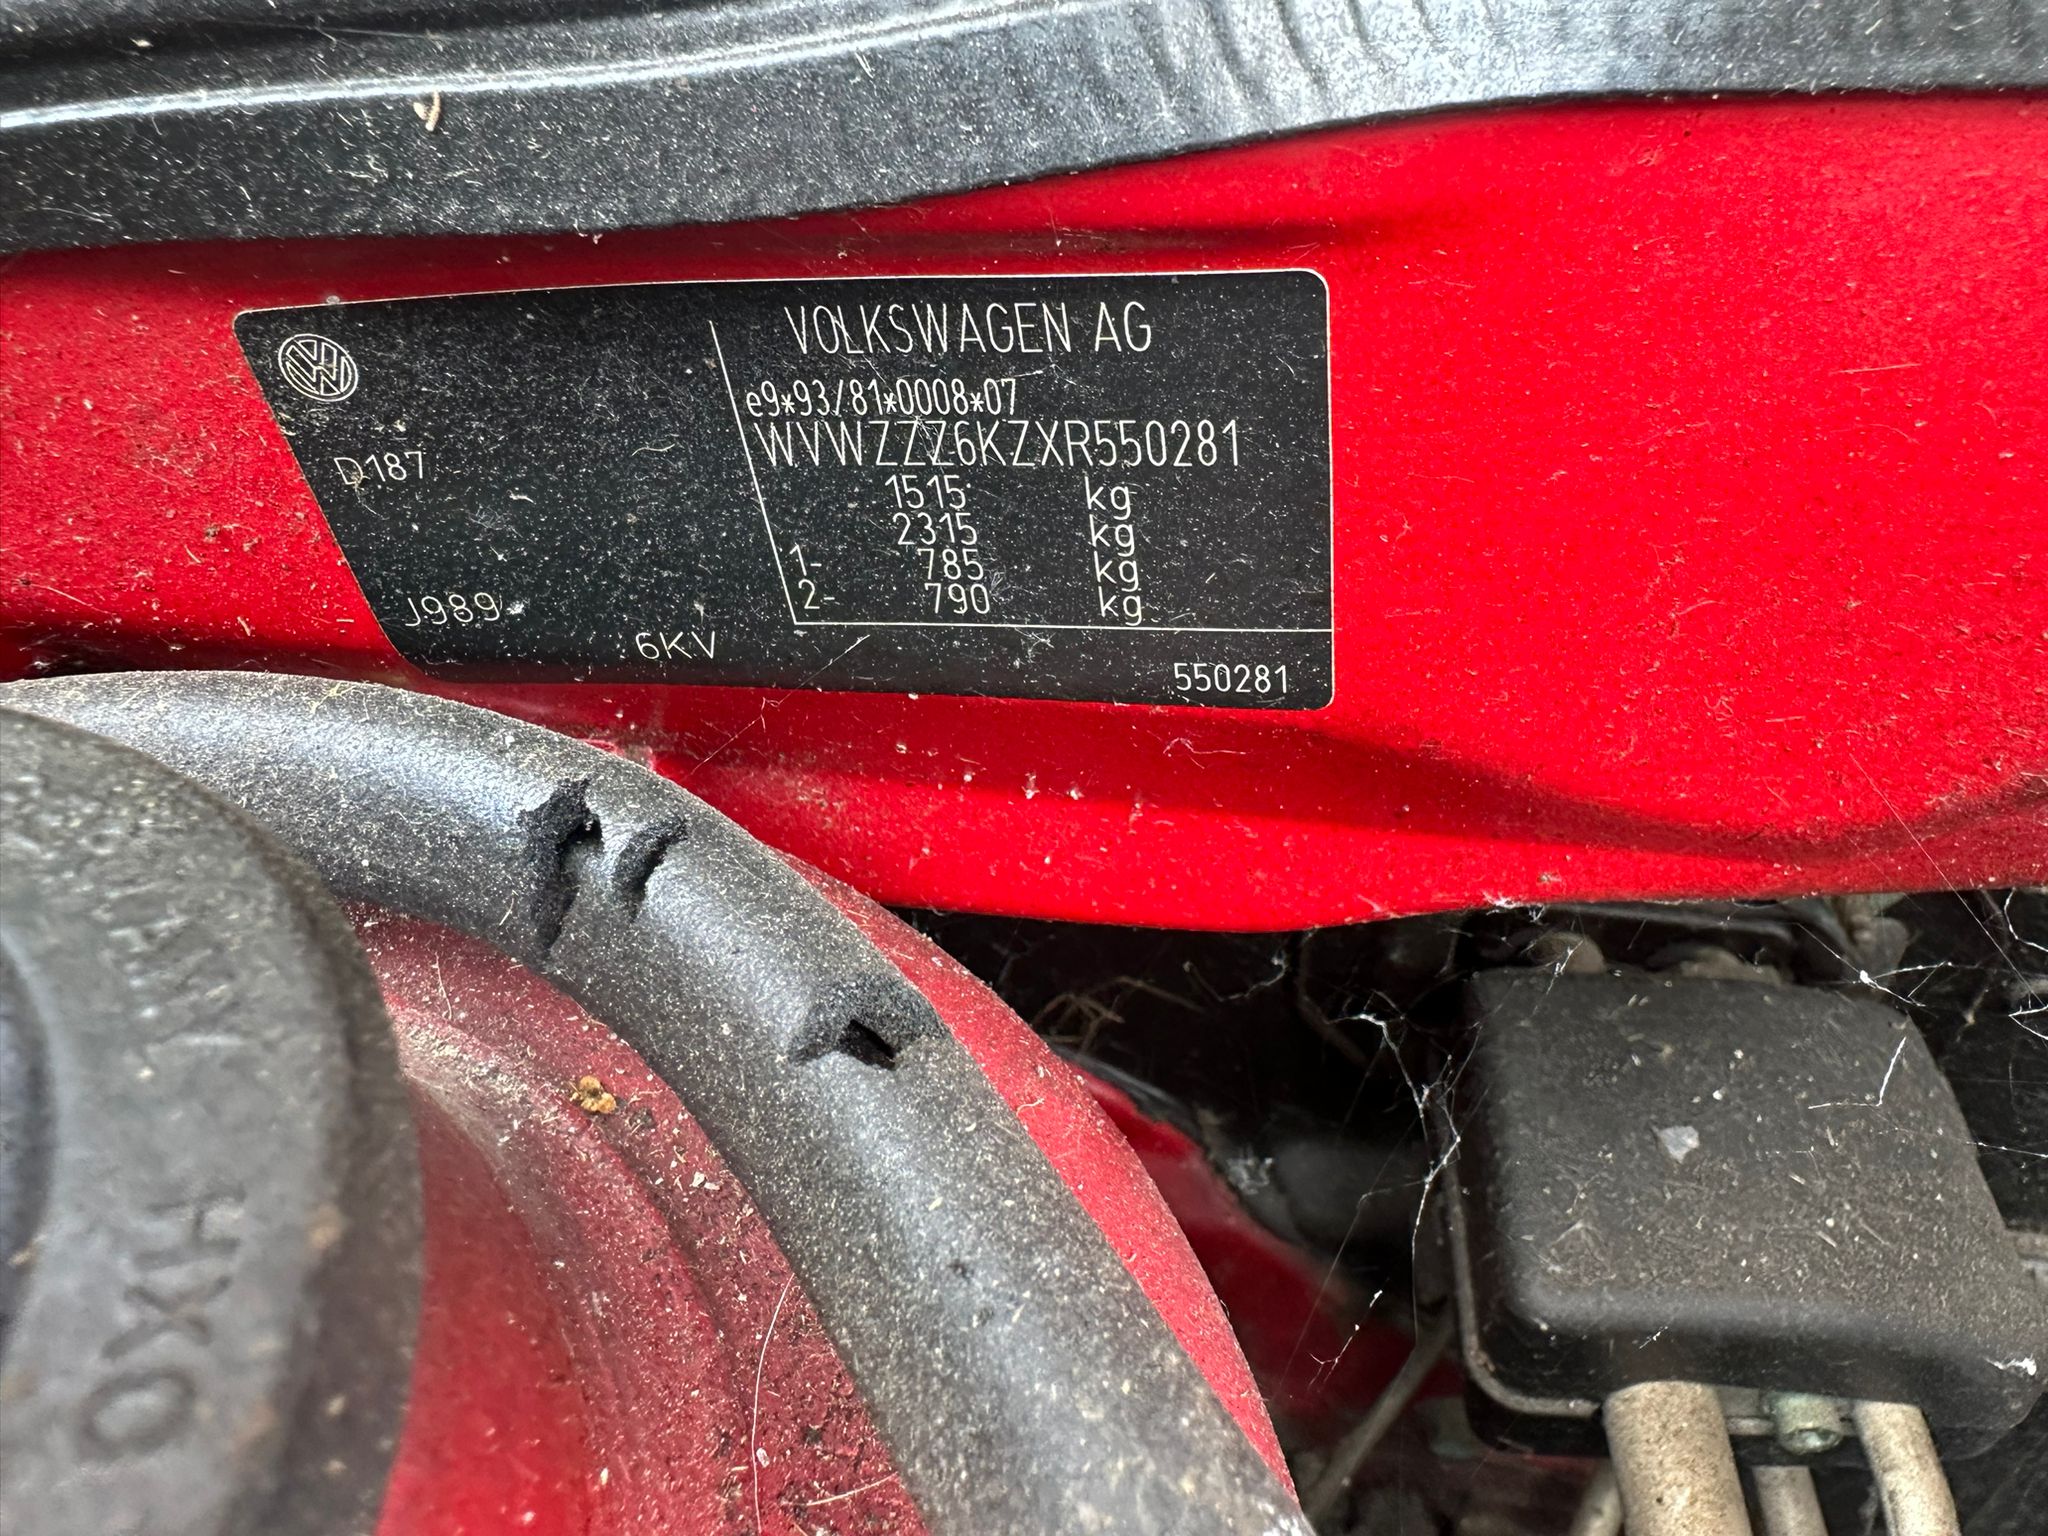 VOLKSWAGEN AG
e9*93/81*0008*07
WVWZZZ6KZXR550281
D187
1515 kg
2315 kg
1- 785 kg
2- 790 kg
J989
6KV
550281